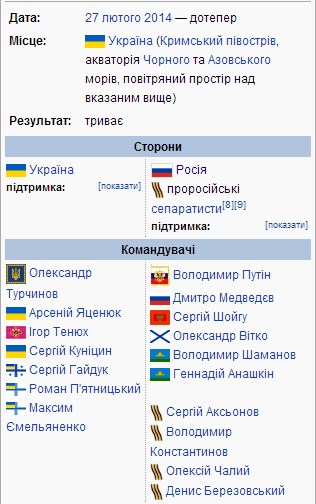 Дата: 27 лютого 2014 — дотепер
Місце: Україна (Кримський півострів,
акваторія Чорного та Азовського
морів, повітряний простір над
вказаним вище)
Результат: триває
Сторони
Україна
підтримка: [показати]
Росія
проросійські
сепаратисти[8][9]
підтримка: [показати]
Командувачі
Олександр
Турчинов
Арсеній Яценюк
Ігор Тенюх
Сергій Куніцин
Сергій Гайдук
Роман П'ятницький
Максим
Ємельяненко
Володимир Путін
Дмитро Медведєв
Сергій Шойгу
Олександр Вітко
Володимир Шаманов
Геннадій Анашкін
Сергій Аксьонов
Володимир
Константинов
Олексій Чалий
Денис Березовський